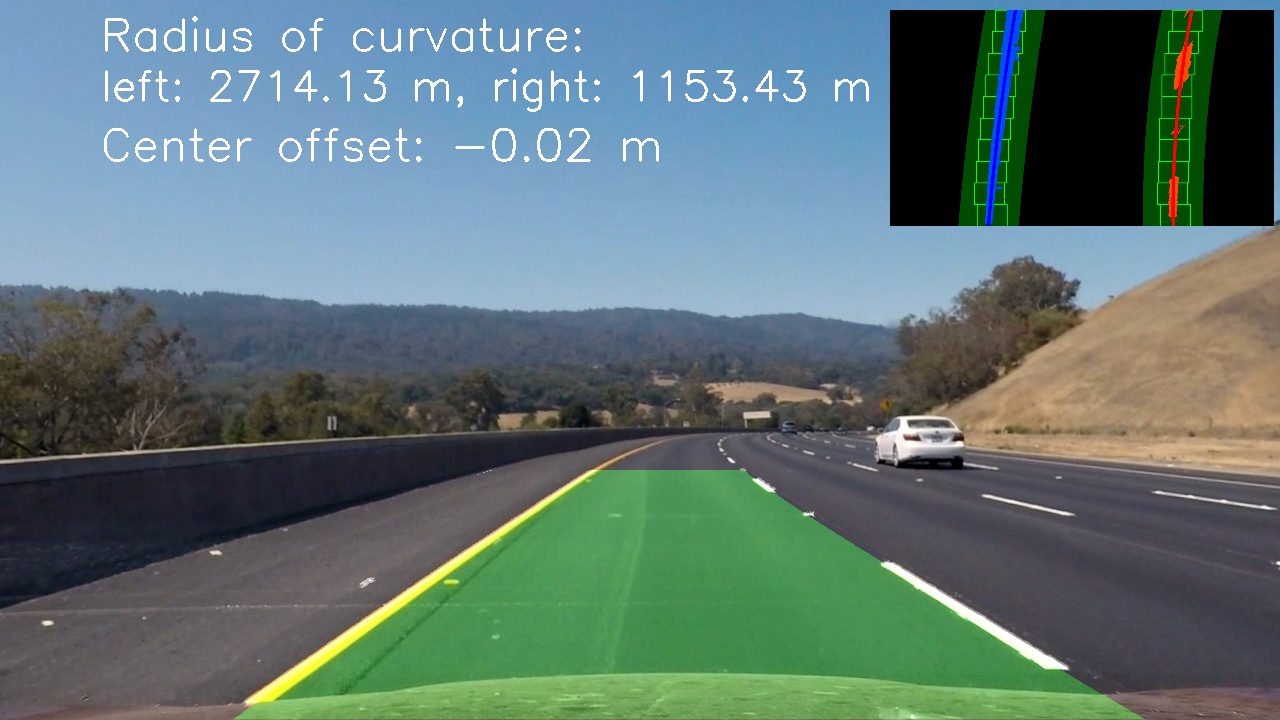 Radius of curvature:
left: 2714.13 m, right: 1153.43 m
Center offset: −0.02 m